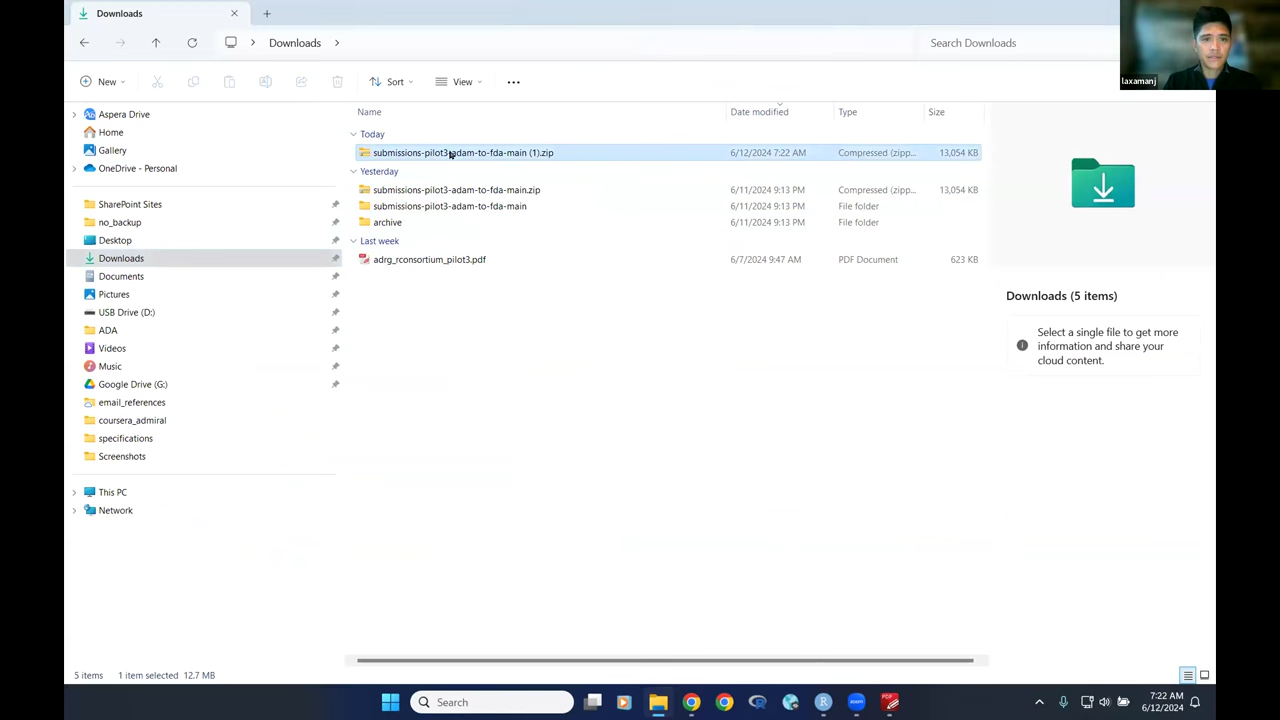 Downloads
Downloads
Search Downloads
laxamanj
New
Sort
View
Name
Date modified
Type
Size
Aspera Drive
Home
Gallery
OneDrive - Personal
SharePoint Sites
no_backup
Desktop
Downloads
Documents
Pictures
USB Drive (D:)
ADA
Videos
Music
Google Drive (G:)
email_references
coursera_admiral
specifications
Screenshots
This PC
Network
Today
submissions-pilot3-adam-to-fda-main (1).zip 6/12/2024 7:22 AM Compressed (zipp... 13,054 KB
Yesterday
submissions-pilot3-adam-to-fda-main.zip 6/11/2024 9:13 PM Compressed (zipp... 13,054 KB
submissions-pilot3-adam-to-fda-main 6/11/2024 9:13 PM File folder
archive 6/11/2024 9:13 PM File folder
Last week
adrg_rconsortium_pilot3.pdf 6/7/2024 9:47 AM PDF Document 623 KB
Downloads (5 items)
Select a single file to get more
information and share your
cloud content.
5 items 1 item selected 12.7 MB
Search
7:22 AM
6/12/2024